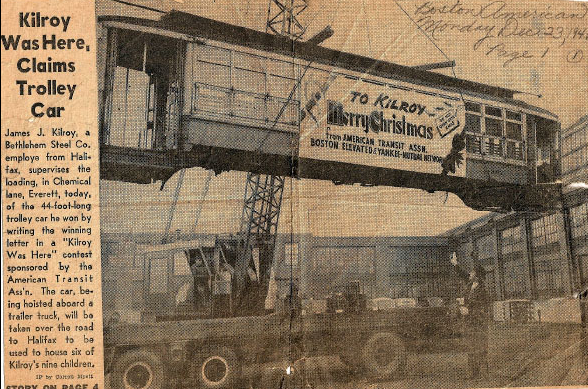 Kilroy
Was Here,
Claims
Trolley
Car
James J. Kilroy, a
Bethlehem Steel Co.
employe from Hali-
fax, supervises the
loading, in Chemical
lane, Everett, today,
of the 44-foot-long
trolley car he won by
writing the winning
letter in a "Kilroy
Was Here" contest
sponsored by the
American Transit
Ass'n. The car, be-
ing hoisted aboard a
trailer truck, will be
taken over the road
to Halifax to be
used to house six of
Kilroy's nine children.
STORY ON PAGE 4
Boston American
Monday Dec 23, 194
Page 1
TO KILROY
Merry Christmas
from AMERICAN TRANSIT ASSN.
BOSTON ELEVATED & YANKEE-MUTUAL NETWORK